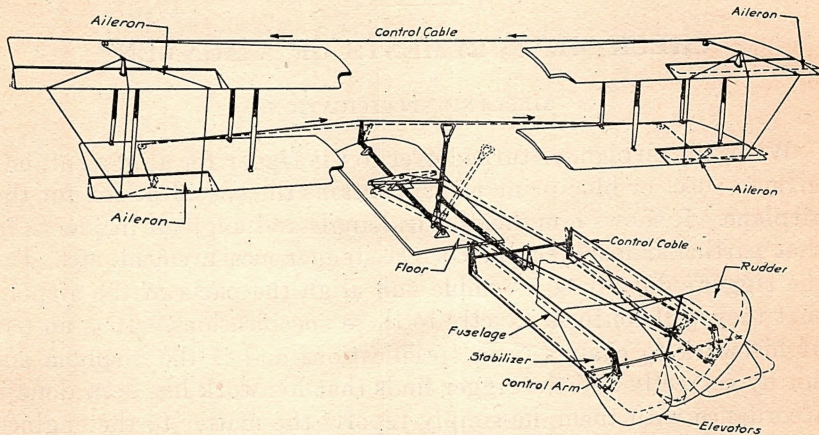 Aileron
Control Cable
Aileron
Aileron
Aileron
Floor
Control Cable
Rudder
Fuselage
Stabilizer
Control Arm
Elevators